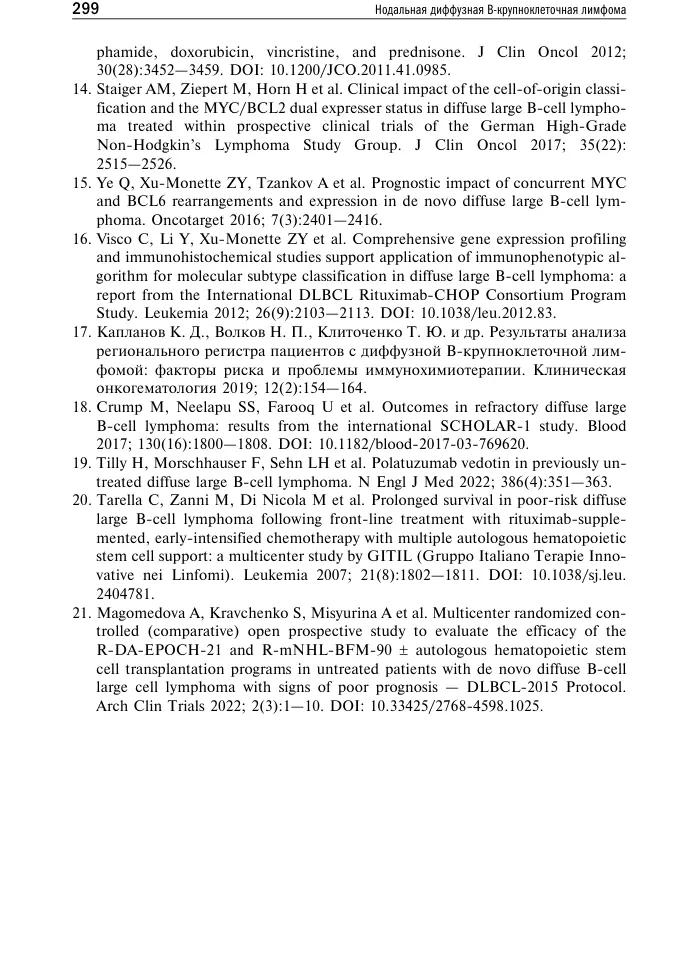 299
Нодальная диффузная В-крупноклеточная лимфома
phamide, doxorubicin, vincristine, and prednisone. J Clin Oncol 2012;
30(28):3452—3459. DOI: 10.1200/JCO.2011.41.0985.
14. Staiger AM, Ziepert M, Horn H et al. Clinical impact of the cell-of-origin classi-
fication and the MYC/BCL2 dual expresser status in diffuse large B-cell lympho-
ma treated within prospective clinical trials of the German High-Grade
Non-Hodgkin’s Lymphoma Study Group. J Clin Oncol 2017; 35(22):
2515—2526.
15. Ye Q, Xu-Monette ZY, Tzankov A et al. Prognostic impact of concurrent MYC
and BCL6 rearrangements and expression in de novo diffuse large B-cell lym-
phoma. Oncotarget 2016; 7(3):2401—2416.
16. Visco C, Li Y, Xu-Monette ZY et al. Comprehensive gene expression profiling
and immunohistochemical studies support application of immunophenotypic al-
gorithm for molecular subtype classification in diffuse large B-cell lymphoma: a
report from the International DLBCL Rituximab-CHOP Consortium Program
Study. Leukemia 2012; 26(9):2103—2113. DOI: 10.1038/leu.2012.83.
17. Капланов К. Д., Волков Н. П., Клиточенко Т. Ю. и др. Результаты анализа
регионального регистра пациентов с диффузной В-крупноклеточной лим-
фомой: факторы риска и проблемы иммунохимиотерапии. Клиническая
онкогематология 2019; 12(2):154—164.
18. Crump M, Neelapu SS, Farooq U et al. Outcomes in refractory diffuse large
B-cell lymphoma: results from the international SCHOLAR-1 study. Blood
2017; 130(16):1800—1808. DOI: 10.1182/blood-2017-03-769620.
19. Tilly H, Morschhauser F, Sehn LH et al. Polatuzumab vedotin in previously un-
treated diffuse large B-cell lymphoma. N Engl J Med 2022; 386(4):351—363.
20. Tarella C, Zanni M, Di Nicola M et al. Prolonged survival in poor-risk diffuse
large B-cell lymphoma following front-line treatment with rituximab-supple-
mented, early-intensified chemotherapy with multiple autologous hematopoietic
stem cell support: a multicenter study by GITIL (Gruppo Italiano Terapie Inno-
vative nei Linfomi). Leukemia 2007; 21(8):1802—1811. DOI: 10.1038/sj.leu.
2404781.
21. Magomedova A, Kravchenko S, Misyurina A et al. Multicenter randomized con-
trolled (comparative) open prospective study to evaluate the efficacy of the
R-DA-EPOCH-21 and R-mNHL-BFM-90 ± autologous hematopoietic stem
cell transplantation programs in untreated patients with de novo diffuse B-cell
large cell lymphoma with signs of poor prognosis — DLBCL-2015 Protocol.
Arch Clin Trials 2022; 2(3):1—10. DOI: 10.33425/2768-4598.1025.